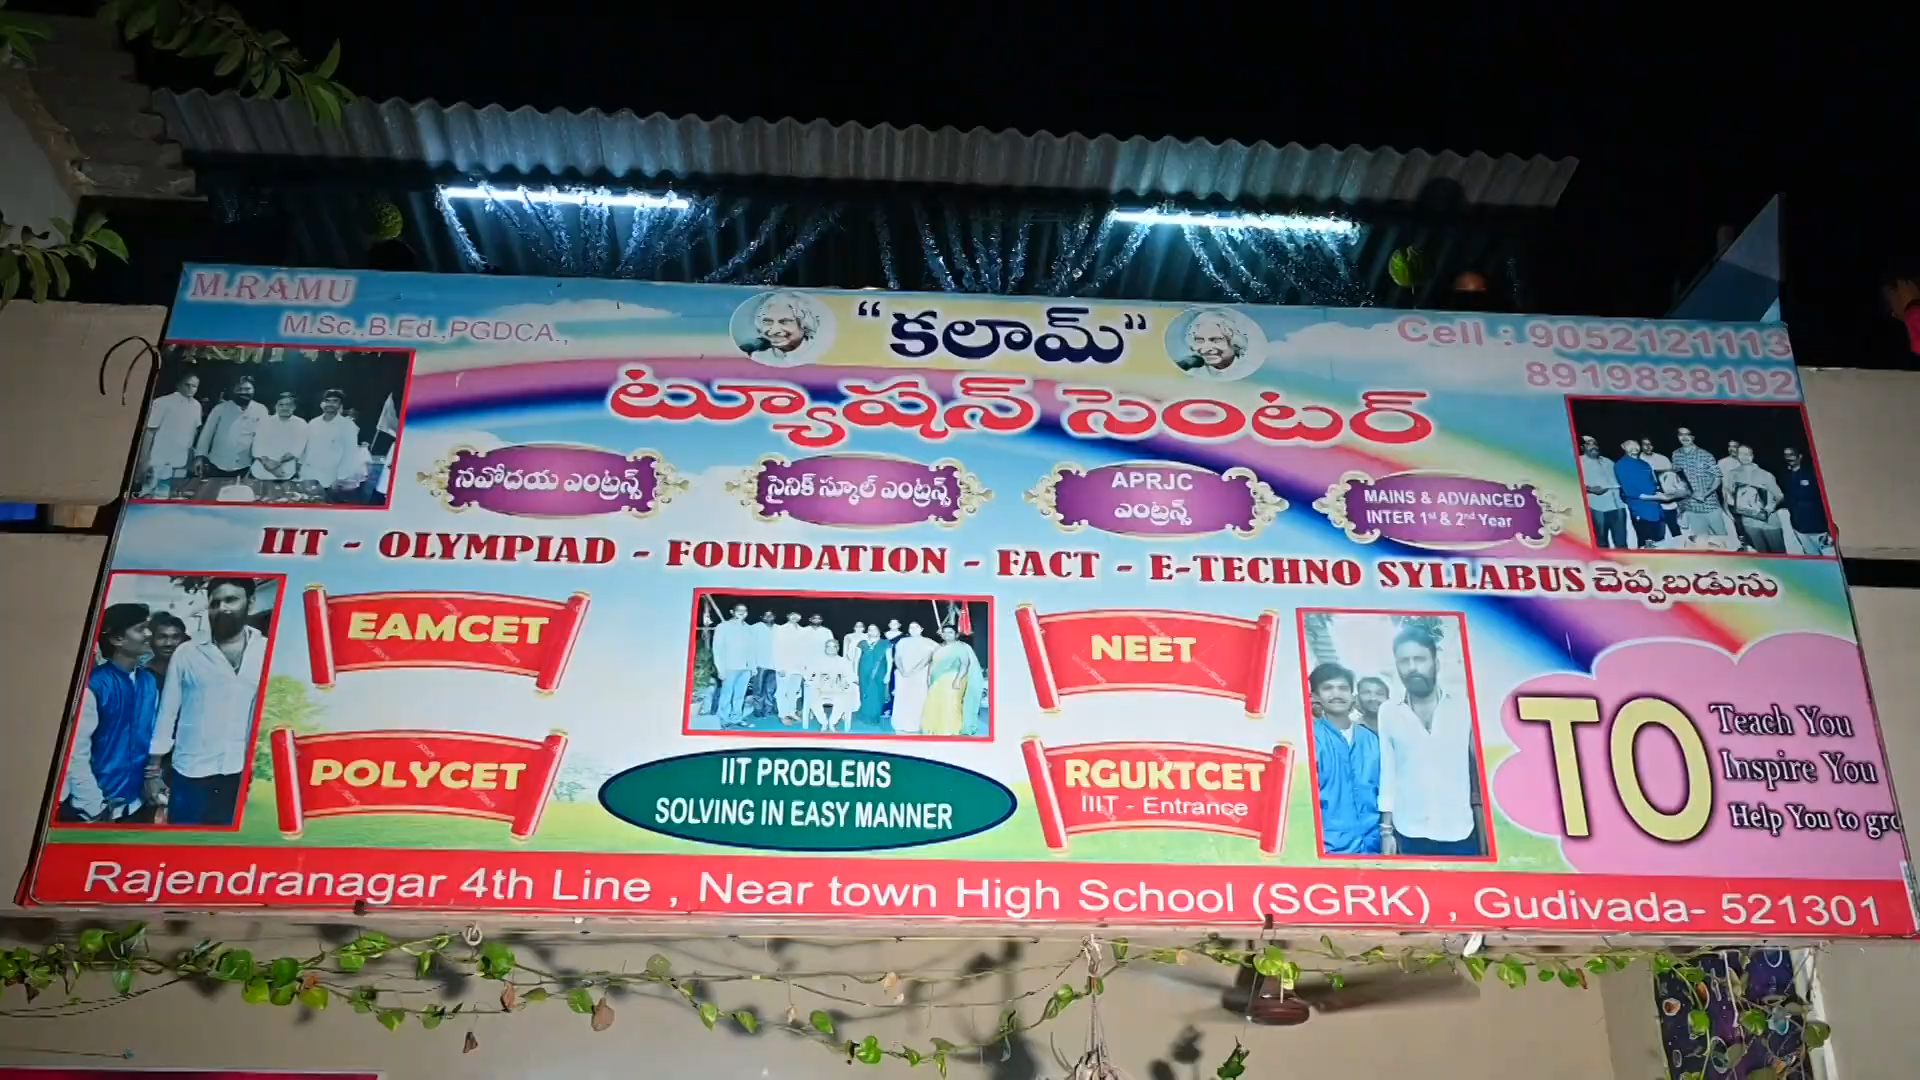 M.RAMU
M.Sc.,B.Ed.,PGDCA.,
“కలామ్”
Cell : 9052121113
8919838192
ట్యూషన్ సెంటర్
నవోదయ ఎంట్రన్స్
సైనిక్ స్కూల్ ఎంట్రన్స్
APRJC
ఎంట్రన్స్
MAINS & ADVANCED
INTER 1st & 2nd Year
IIT - OLYMPIAD - FOUNDATION - FACT - E-TECHNO SYLLABUS చెప్పబడును
EAMCET
NEET
POLYCET
IIT PROBLEMS
SOLVING IN EASY MANNER
RGUKTCET
IIIT - Entrance
TO
Teach You
Inspire You
Help You to gro
Rajendranagar 4th Line , Near town High School (SGRK) , Gudivada- 521301